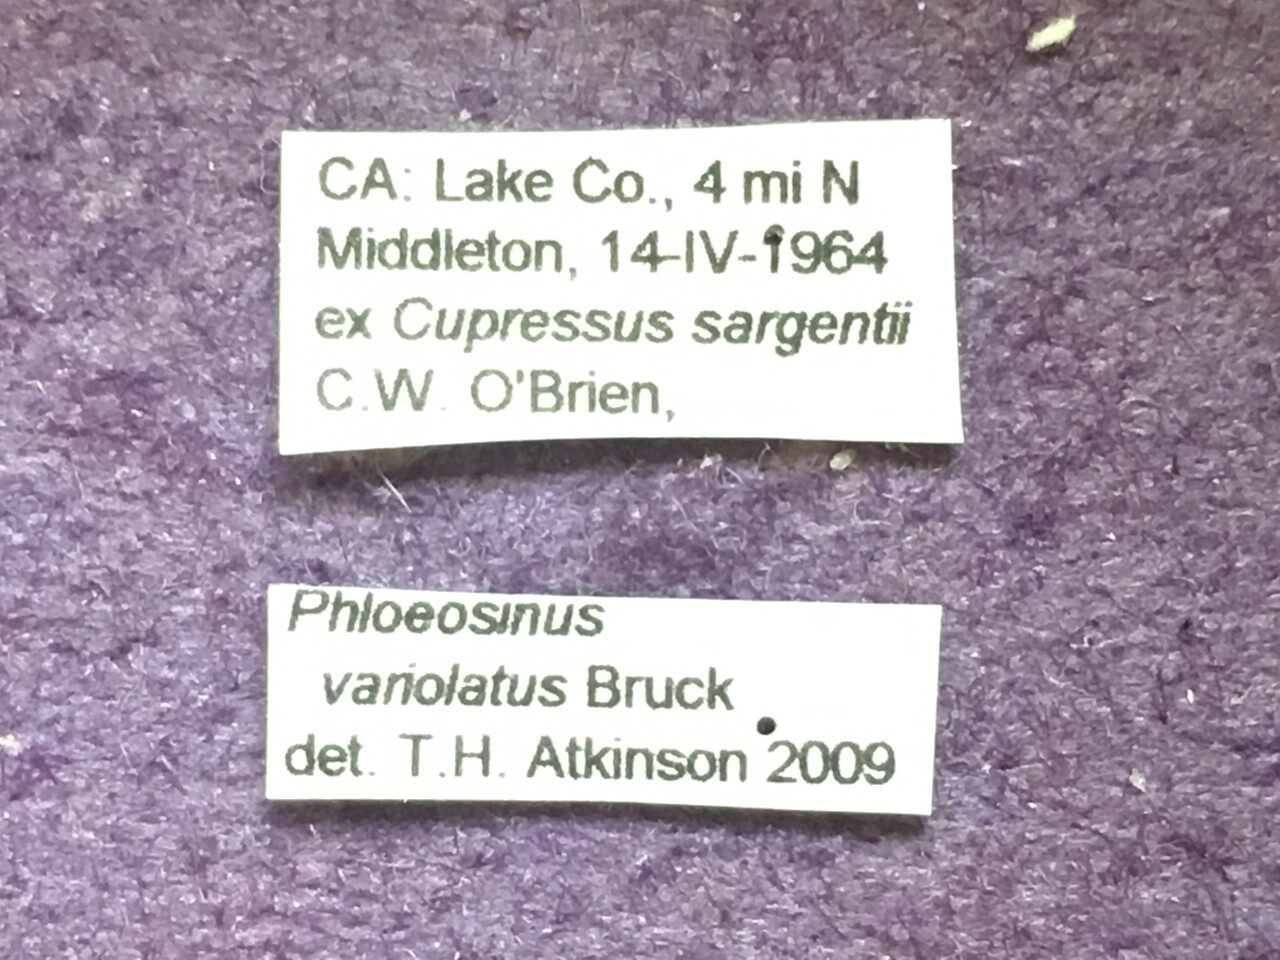 CA: Lake Co., 4 mi N
Middleton, 14-IV-1964
ex Cupressus sargentii
C.W. O'Brien,
Phloeosinus
variolatus Bruck
det. T.H. Atkinson 2009